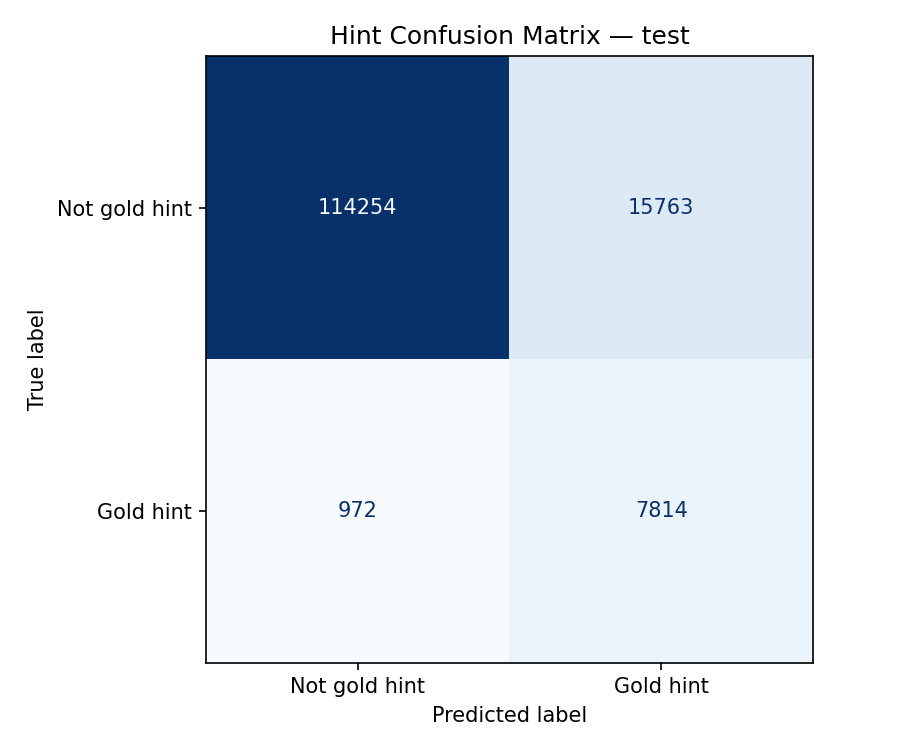 Hint Confusion Matrix — test
Not gold hint
114254
15763
True label
Gold hint
972
7814
Not gold hint
Gold hint
Predicted label